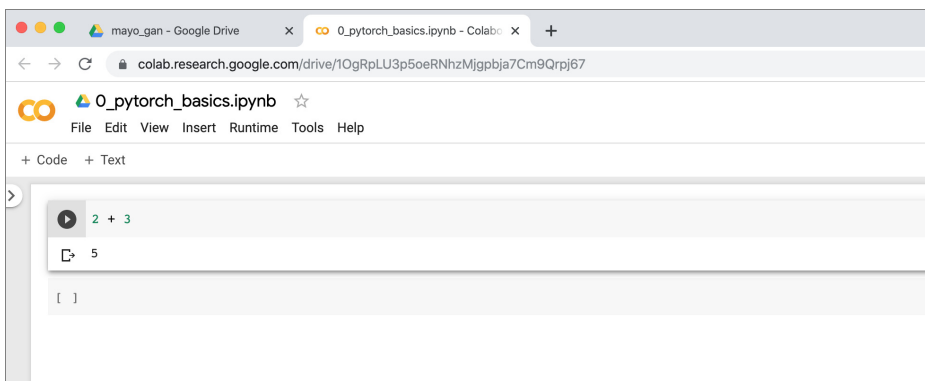 mayo_gan - Google Drive
0_pytorch_basics.ipynb - Colabo
colab.research.google.com/drive/1OgRpLU3p5oeRNhzMjgpbja7Cm9Qrpj67
CO
0_pytorch_basics.ipynb
File Edit View Insert Runtime Tools Help
+ Code + Text
2 + 3
5
[ ]